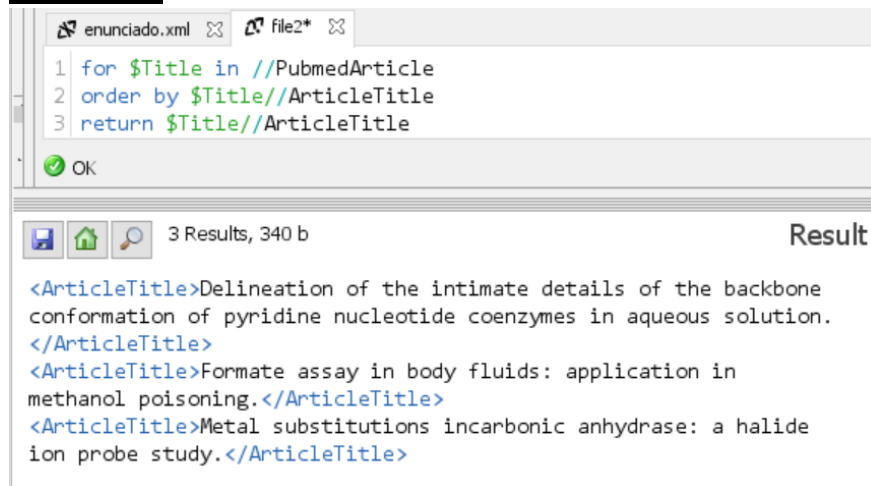 enunciado.xml file2*
1 for $Title in //PubmedArticle
2 order by $Title//ArticleTitle
3 return $Title//ArticleTitle
OK
3 Results, 340 b Result
<ArticleTitle>Delineation of the intimate details of the backbone
conformation of pyridine nucleotide coenzymes in aqueous solution.
</ArticleTitle>
<ArticleTitle>Formate assay in body fluids: application in
methanol poisoning.</ArticleTitle>
<ArticleTitle>Metal substitutions incarbonic anhydrase: a halide
ion probe study.</ArticleTitle>